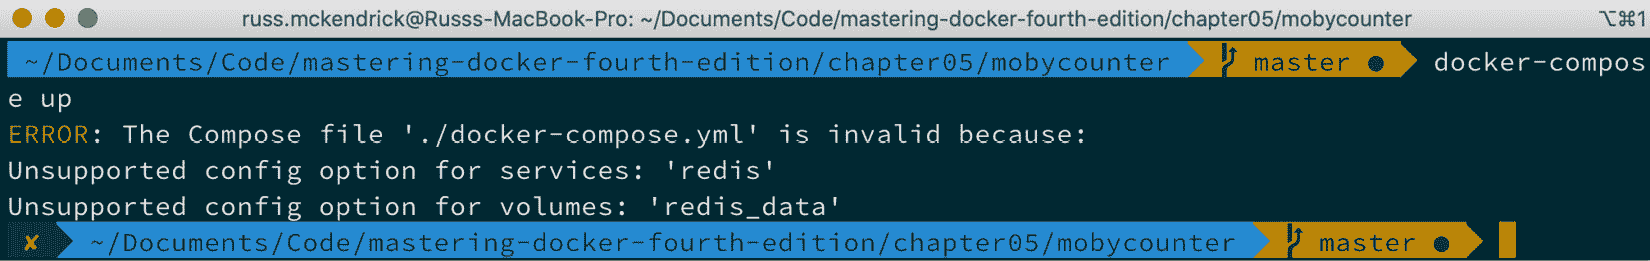 russ.mckendrick@Russs-MacBook-Pro: ~/Documents/Code/mastering-docker-fourth-edition/chapter05/mobycounter ⌥⌘1
~/Documents/Code/mastering-docker-fourth-edition/chapter05/mobycounter master ● docker-compos
e up
ERROR: The Compose file './docker-compose.yml' is invalid because:
Unsupported config option for services: 'redis'
Unsupported config option for volumes: 'redis_data'
✘ ~/Documents/Code/mastering-docker-fourth-edition/chapter05/mobycounter master ●